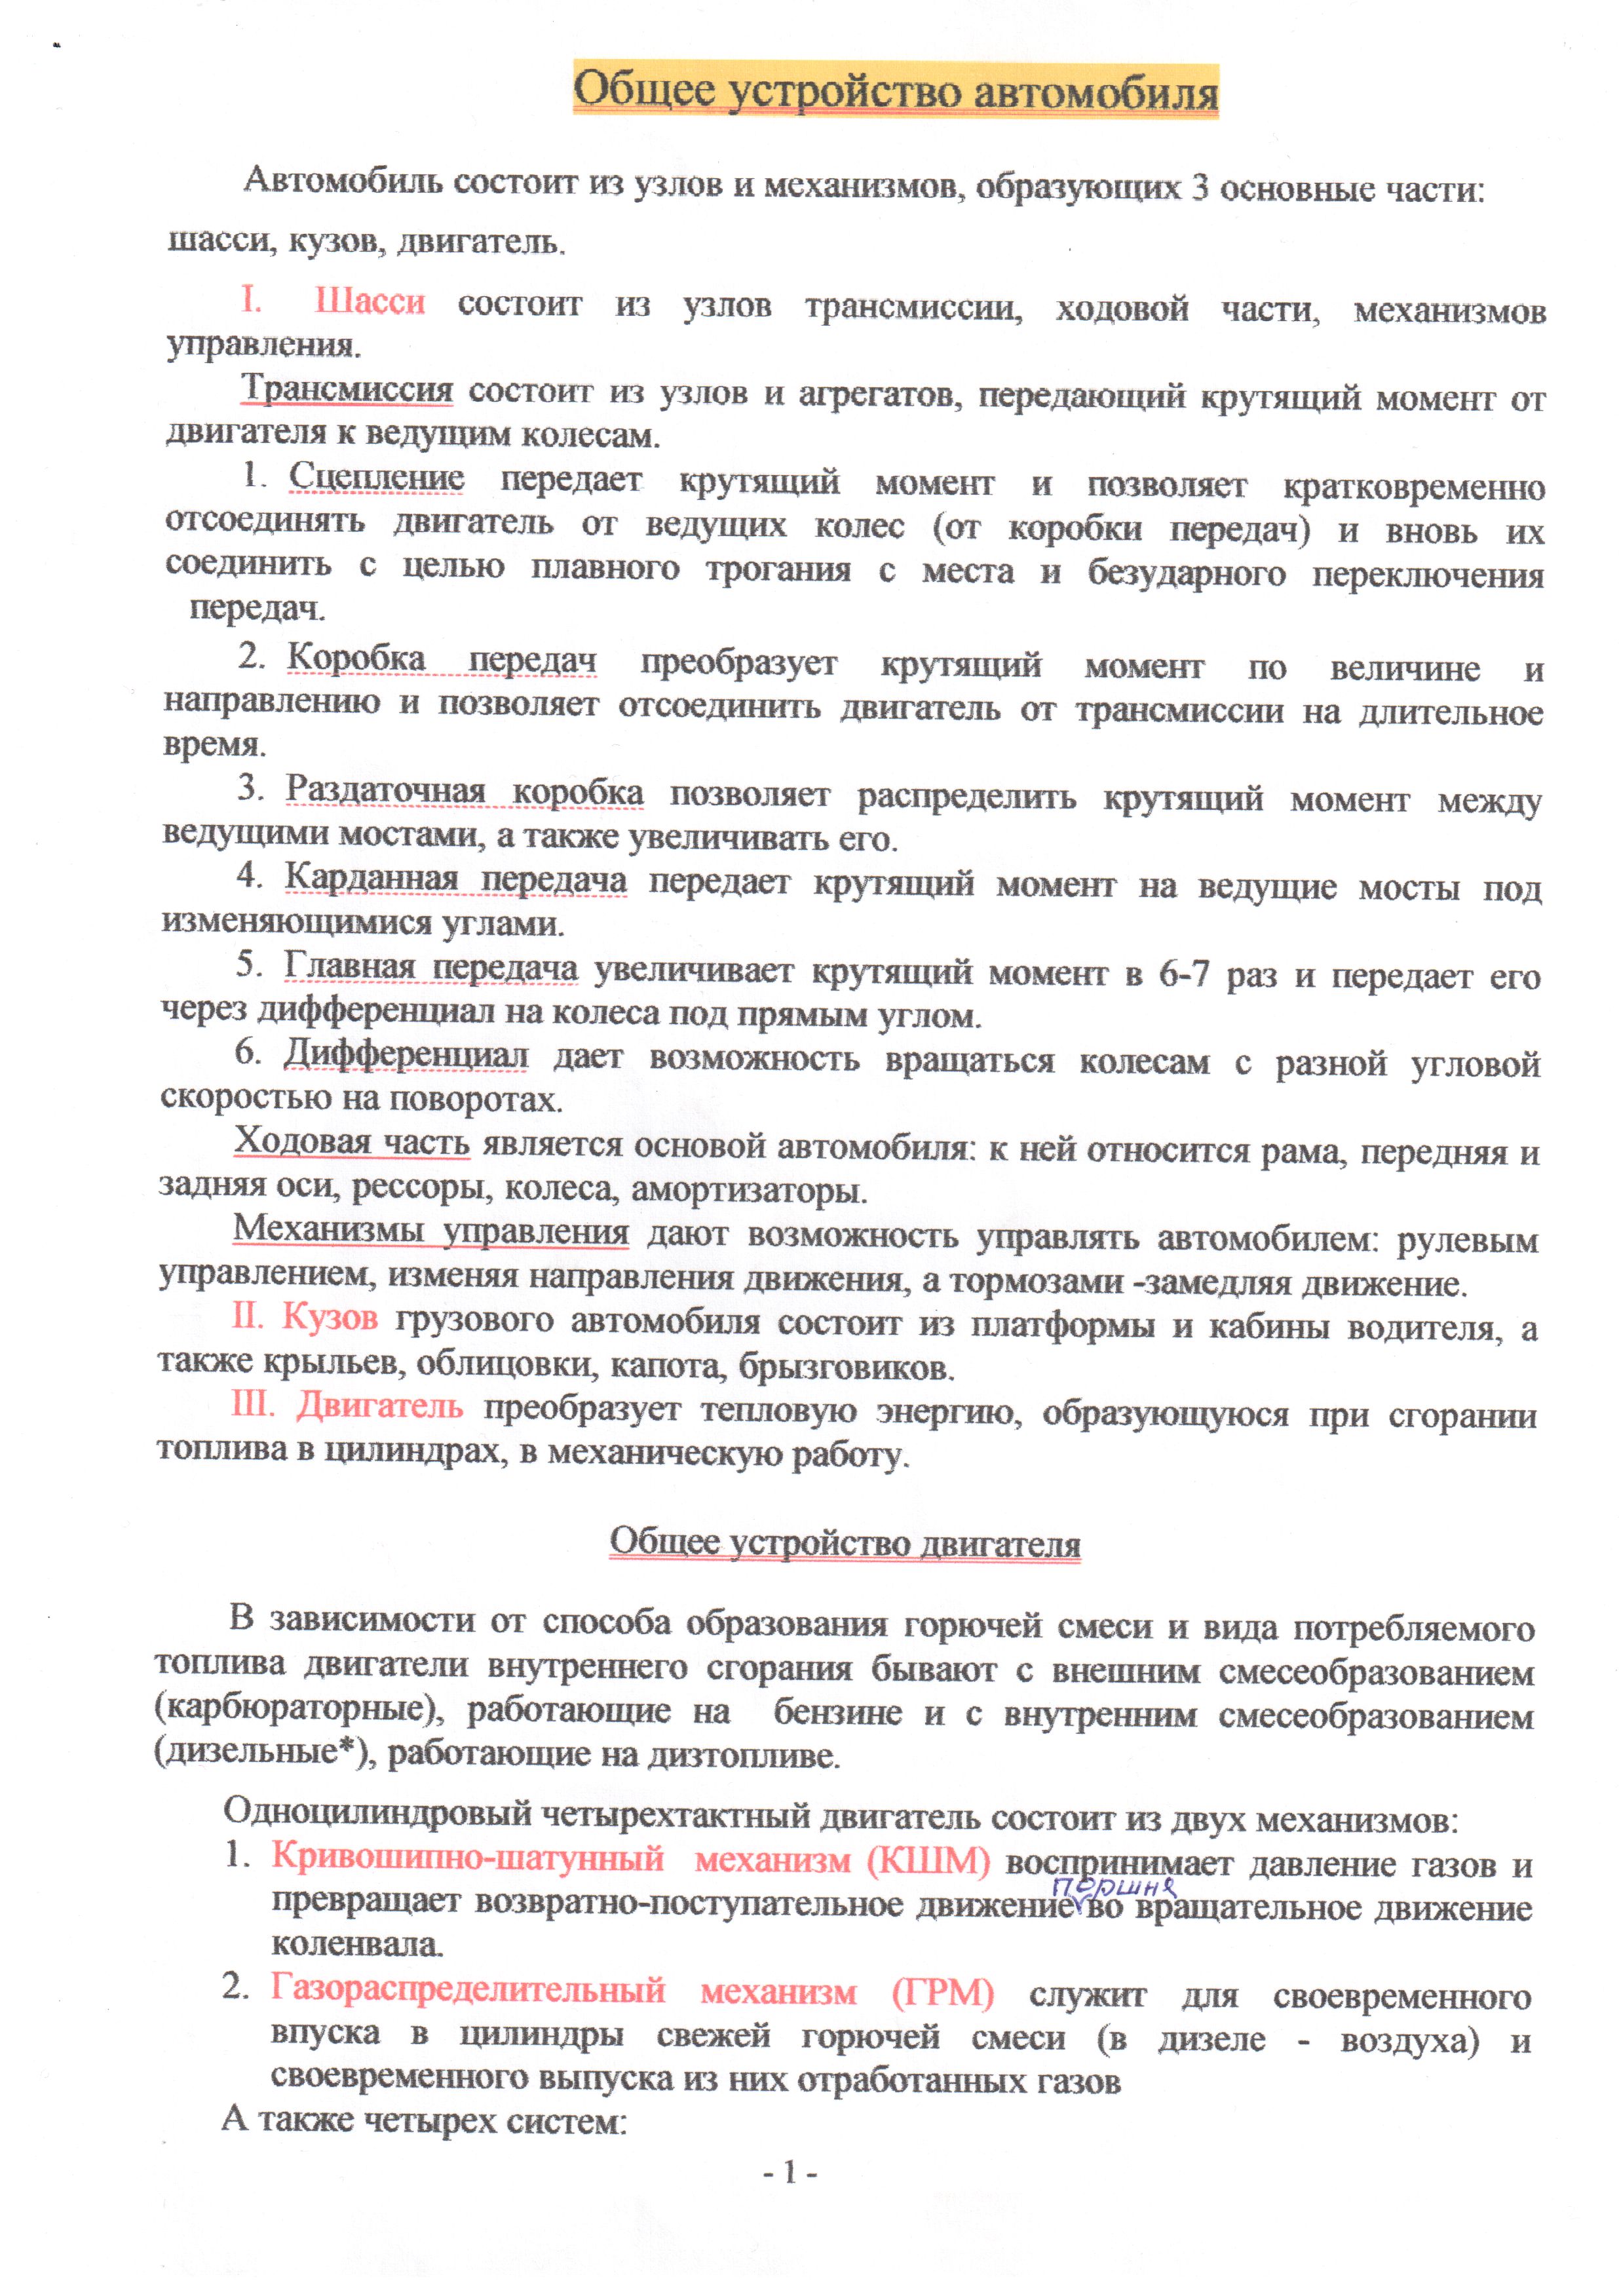 Общее устройство автомобиля
Автомобиль состоит из узлов и механизмов, образующих 3 основные части:
шасси, кузов, двигатель.
I. Шасси состоит из узлов трансмиссии, ходовой части, механизмов
управления.
Трансмиссия состоит из узлов и агрегатов, передающий крутящий момент от
двигателя к ведущим колесам.
1. Сцепление передает крутящий момент и позволяет кратковременно
отсоединять двигатель от ведущих колес (от коробки передач) и вновь их
соединить с целью плавного трогания с места и безударного переключения
передач.
2. Коробка передач преобразует крутящий момент по величине и
направлению и позволяет отсоединить двигатель от трансмиссии на длительное
время.
3. Раздаточная коробка позволяет распределить крутящий момент между
ведущими мостами, а также увеличивать его.
4. Карданная передача передает крутящий момент на ведущие мосты под
изменяющимися углами.
5. Главная передача увеличивает крутящий момент в 6-7 раз и передает его
через дифференциал на колеса под прямым углом.
6. Дифференциал дает возможность вращаться колесам с разной угловой
скоростью на поворотах.
Ходовая часть является основой автомобиля: к ней относится рама, передняя и
задняя оси, рессоры, колеса, амортизаторы.
Механизмы управления дают возможность управлять автомобилем: рулевым
управлением, изменяя направления движения, а тормозами -замедляя движение.
II. Кузов грузового автомобиля состоит из платформы и кабины водителя, а
также крыльев, облицовки, капота, брызговиков.
III. Двигатель преобразует тепловую энергию, образующуюся при сгорании
топлива в цилиндрах, в механическую работу.
Общее устройство двигателя
В зависимости от способа образования горючей смеси и вида потребляемого
топлива двигатели внутреннего сгорания бывают с внешним смесеобразованием
(карбюраторные), работающие на бензине и с внутренним смесеобразованием
(дизельные*), работающие на дизтопливе.
Одноцилиндровый четырехтактный двигатель состоит из двух механизмов:
1. Кривошипно-шатунный механизм (КШМ) воспринимает давление газов и
поршня
превращает возвратно-поступательное движение во вращательное движение
коленвала.
2. Газораспределительный механизм (ГРМ) служит для своевременного
впуска в цилиндры свежей горючей смеси (в дизеле - воздуха) и
своевременного выпуска из них отработанных газов
А также четырех систем:
- 1 -